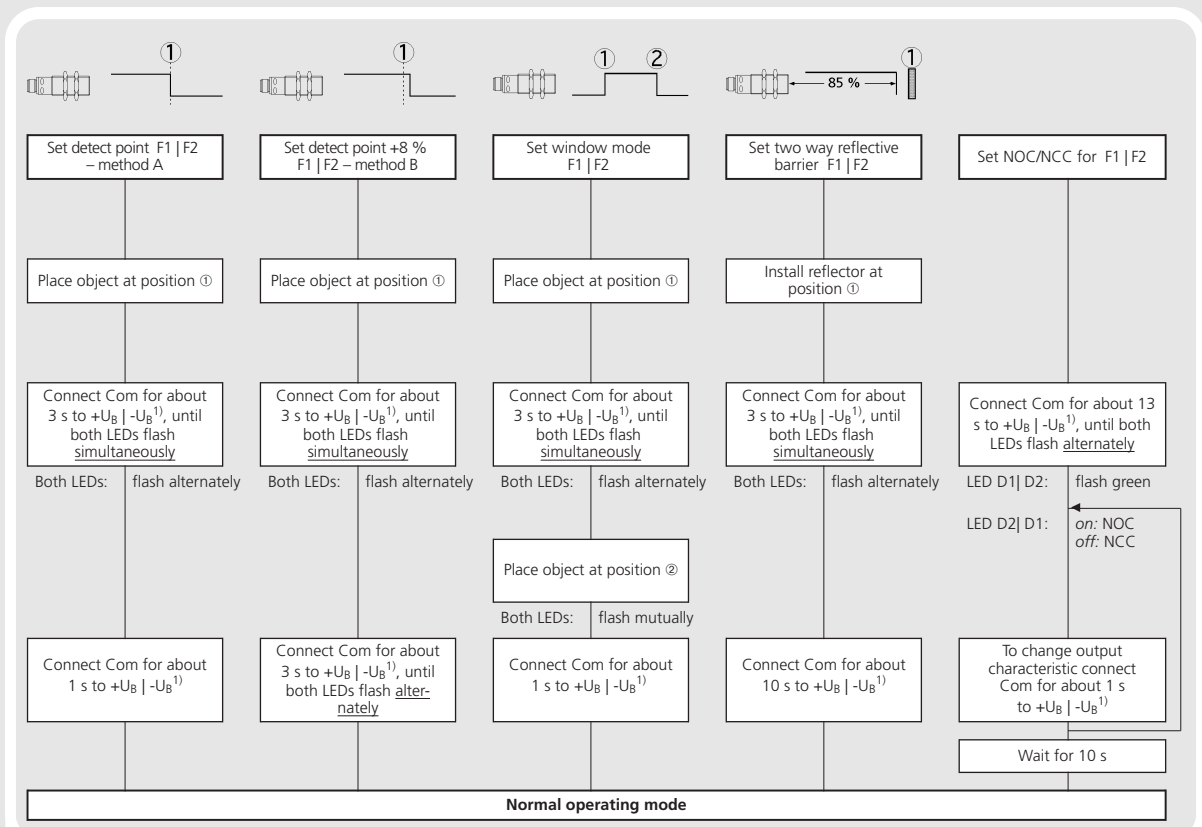 ①
Set detect point F1 | F2
– method A
Place object at position ①
Connect Com for about
3 s to +UB | -UB1), until
both LEDs flash
simultaneously
Both LEDs: flash alternately
Connect Com for about
1 s to +UB | -UB1)
①
Set detect point +8 %
F1 | F2 – method B
Place object at position ①
Connect Com for about
3 s to +UB | -UB1), until
both LEDs flash
simultaneously
Both LEDs: flash alternately
Connect Com for about
3 s to +UB | -UB1), until
both LEDs flash alter-
nately
① ②
Set window mode
F1 | F2
Place object at position ①
Connect Com for about
3 s to +UB | -UB1), until
both LEDs flash
simultaneously
Both LEDs: flash alternately
Place object at position ②
Both LEDs: flash mutually
Connect Com for about
1 s to +UB | -UB1)
①
85 %
Set two way reflective
barrier F1 | F2
Install reflector at
position ①
Connect Com for about
3 s to +UB | -UB1), until
both LEDs flash
simultaneously
Both LEDs: flash alternately
Connect Com for about
10 s to +UB | -UB1)
Set NOC/NCC for F1 | F2
Connect Com for about 13
s to +UB | -UB1), until both
LEDs flash alternately
LED D1| D2: flash green
LED D2| D1: on: NOC
off: NCC
To change output
characteristic connect
Com for about 1 s
to +UB | -UB1)
Wait for 10 s
Normal operating mode